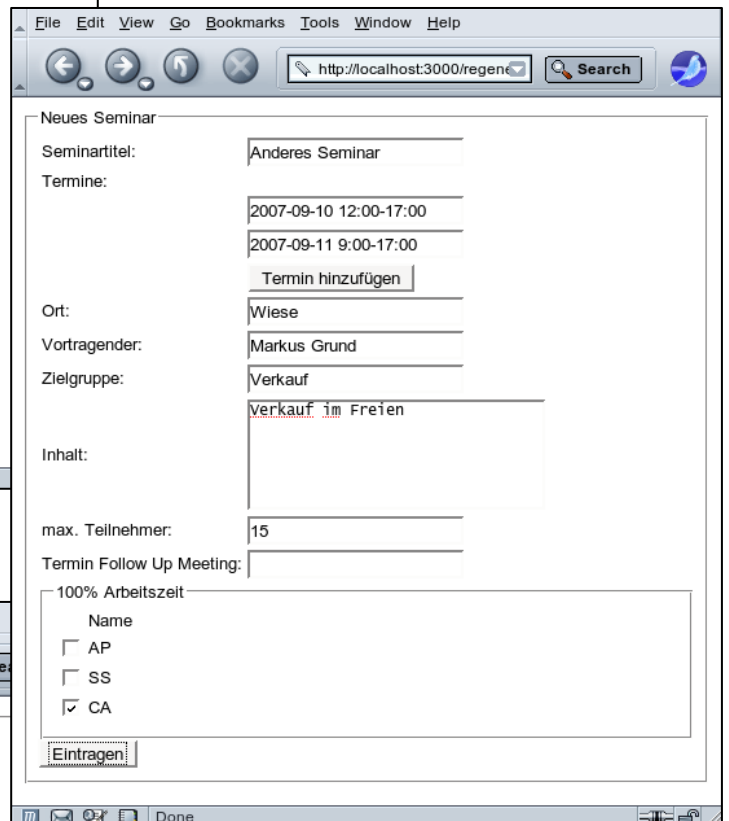 File Edit View Go Bookmarks Tools Window Help
http://localhost:3000/regene Search
Neues Seminar
Seminartitel: Anderes Seminar
Termine:
2007-09-10 12:00-17:00
2007-09-11 9:00-17:00
Termin hinzufügen
Ort: Wiese
Vortragender: Markus Grund
Zielgruppe: Verkauf
Verkauf im Freien
Inhalt:
max. Teilnehmer: 15
Termin Follow Up Meeting:
100% Arbeitszeit
Name
AP
SS
CA
Eintragen
Done